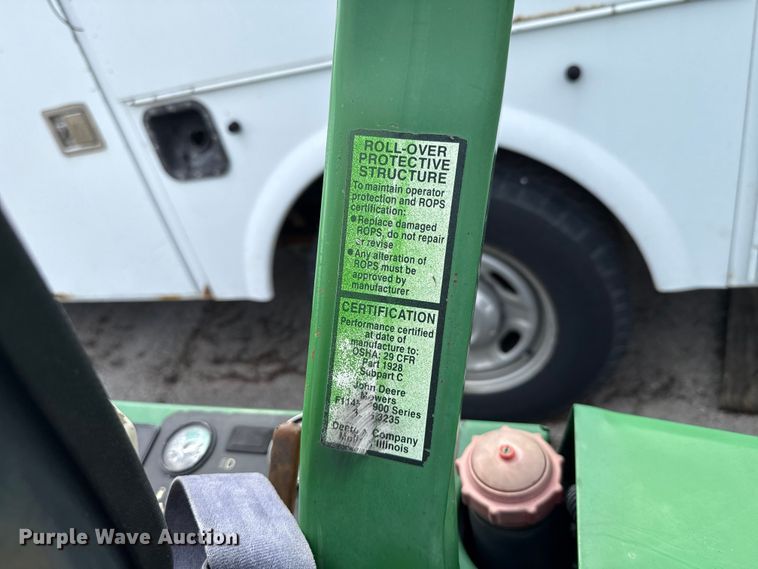 ROLL-OVER
PROTECTIVE
STRUCTURE
To maintain operator
protection and ROPS
certification:
●Replace damaged
ROPS, do not repair
or revise
●Any alteration of
ROPS must be
approved by
manufacturer
CERTIFICATION
Performance certified
at date of
manufacture to:
OSHA: 29 CFR
Part 1928
Subpart C
John Deere
Mowers
900 Series
3235
Company
Illinois
Purple Wave Auction